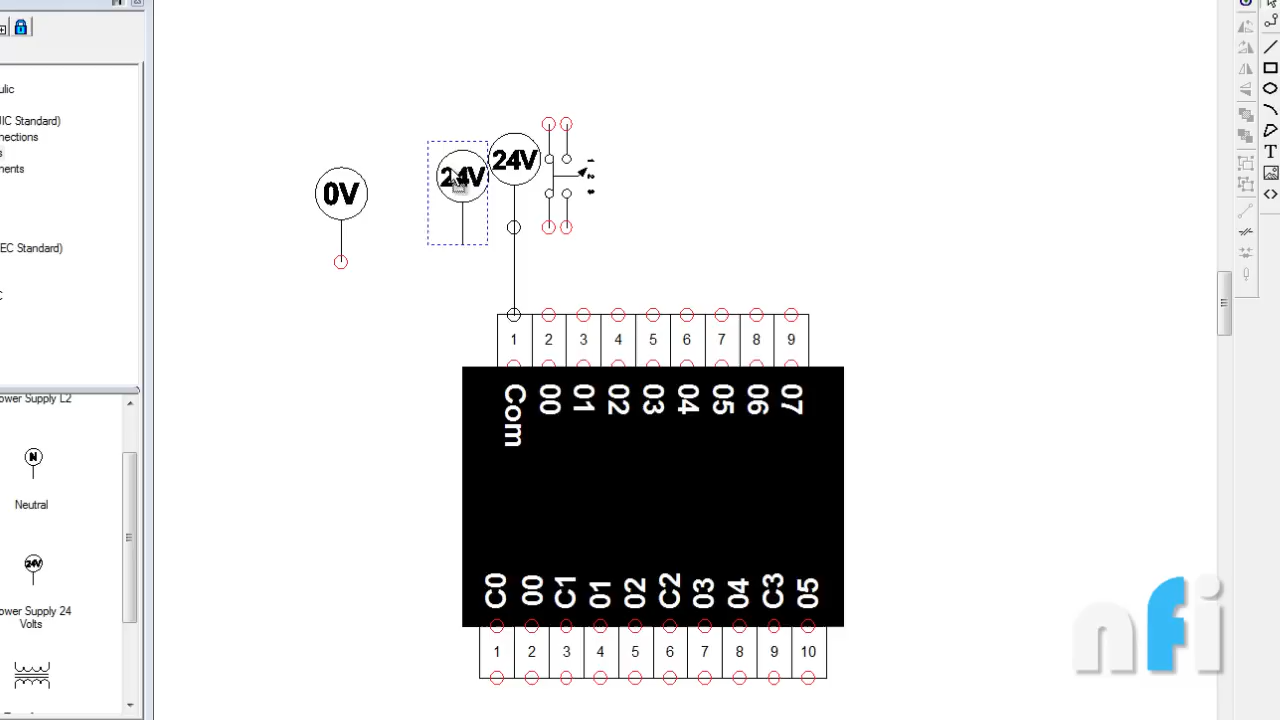 ulic
IC Standard)
nections
s
ments
EC Standard)
C
ower Supply L2
N
Neutral
24V
ower Supply 24
Volts
0V
24V
24V
1 2 3 4 5 6 7 8 9
Com 00 01 02 03 04 05 06 07
C0 00 C1 01 02 C2 03 04 C3 05
1 2 3 4 5 6 7 8 9 10
T
nfi